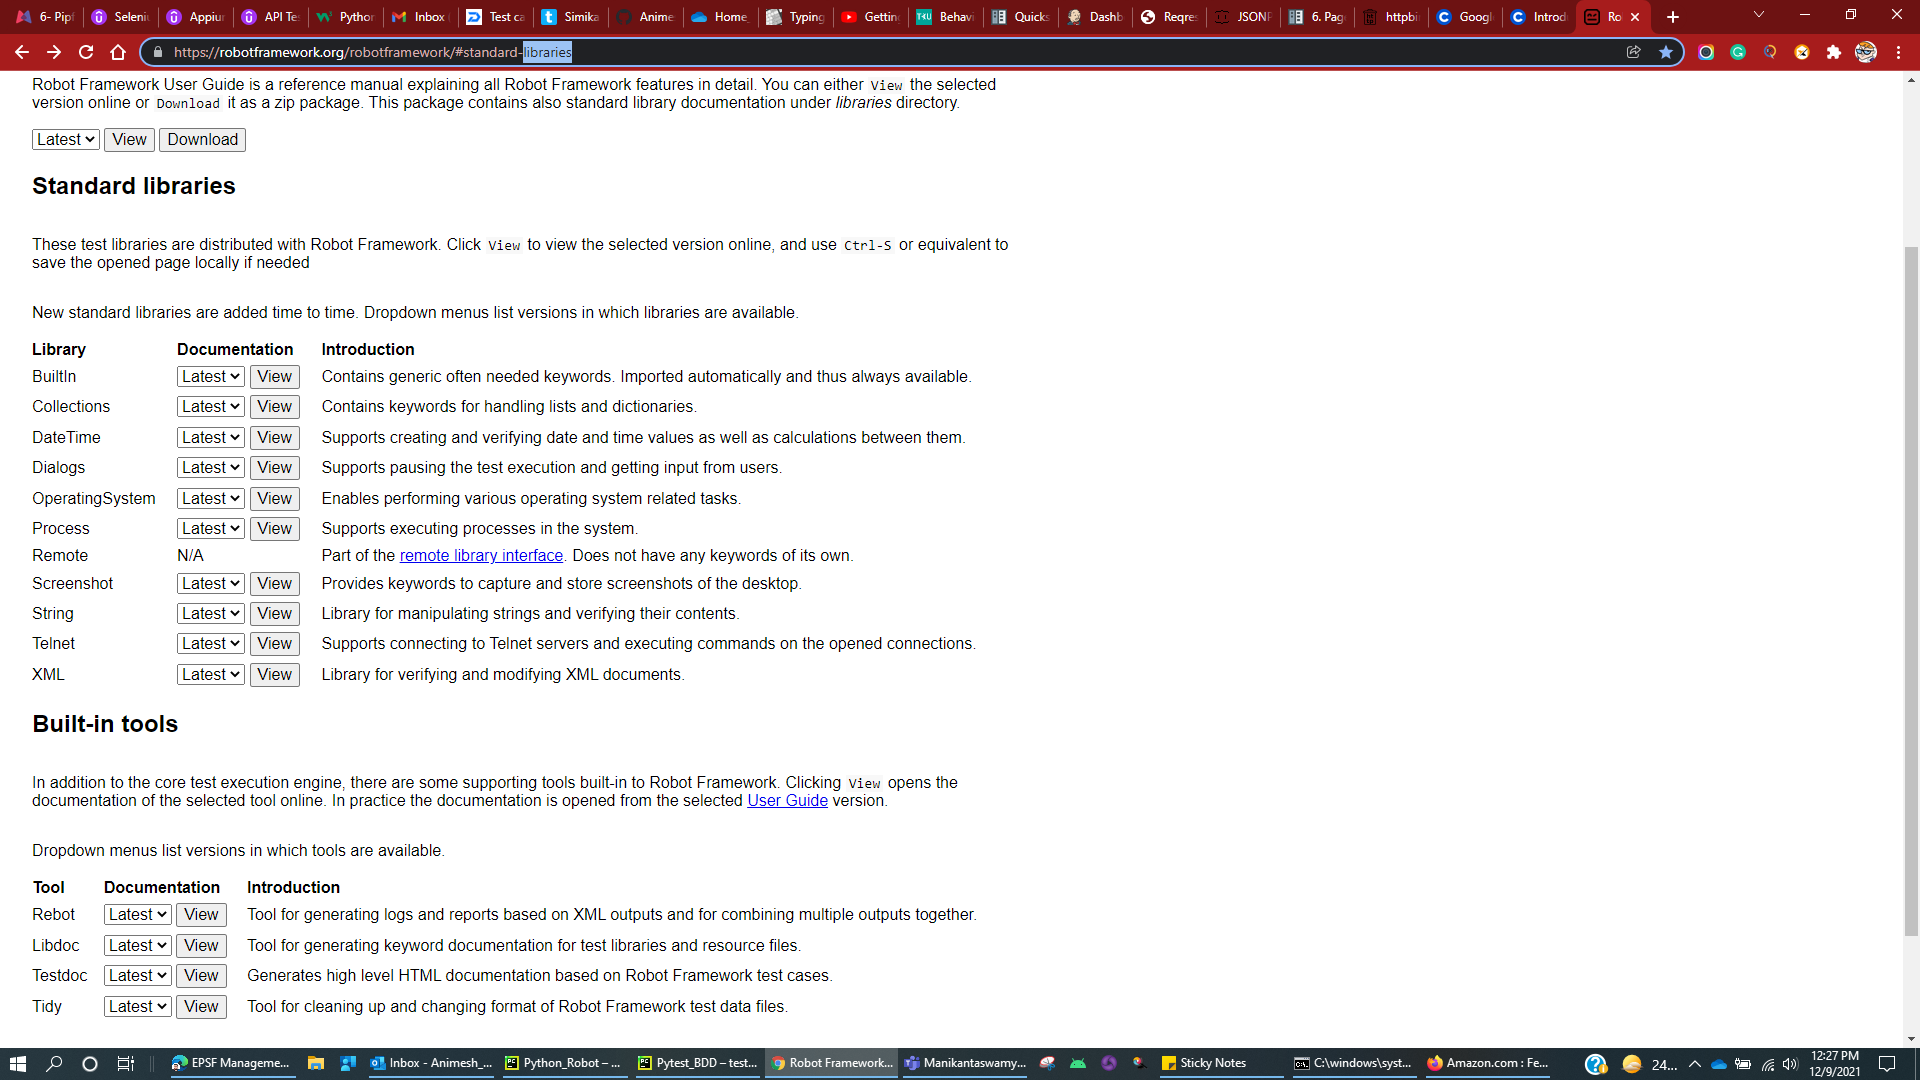 6- Pipf
Seleniu
Appiun
API Tes
Python
Inbox (
Test ca
Simika
Anime
Home_
Typing
Gettin
Behavi
Quicks
Dashb
Reqres
JSONP
6. Pag
httpbin
Google
Introdu
Ro
https://robotframework.org/robotframework/#standard-libraries
Robot Framework User Guide is a reference manual explaining all Robot Framework features in detail. You can either View the selected
version online or Download it as a zip package. This package contains also standard library documentation under libraries directory.
Latest View Download
Standard libraries
These test libraries are distributed with Robot Framework. Click View to view the selected version online, and use Ctrl-S or equivalent to
save the opened page locally if needed
New standard libraries are added time to time. Dropdown menus list versions in which libraries are available.
Library Documentation Introduction
BuiltIn Latest View Contains generic often needed keywords. Imported automatically and thus always available.
Collections Latest View Contains keywords for handling lists and dictionaries.
DateTime Latest View Supports creating and verifying date and time values as well as calculations between them.
Dialogs Latest View Supports pausing the test execution and getting input from users.
OperatingSystem Latest View Enables performing various operating system related tasks.
Process Latest View Supports executing processes in the system.
Remote N/A Part of the remote library interface. Does not have any keywords of its own.
Screenshot Latest View Provides keywords to capture and store screenshots of the desktop.
String Latest View Library for manipulating strings and verifying their contents.
Telnet Latest View Supports connecting to Telnet servers and executing commands on the opened connections.
XML Latest View Library for verifying and modifying XML documents.
Built-in tools
In addition to the core test execution engine, there are some supporting tools built-in to Robot Framework. Clicking View opens the
documentation of the selected tool online. In practice the documentation is opened from the selected User Guide version.
Dropdown menus list versions in which tools are available.
Tool Documentation Introduction
Rebot Latest View Tool for generating logs and reports based on XML outputs and for combining multiple outputs together.
Libdoc Latest View Tool for generating keyword documentation for test libraries and resource files.
Testdoc Latest View Generates high level HTML documentation based on Robot Framework test cases.
Tidy Latest View Tool for cleaning up and changing format of Robot Framework test data files.
EPSF Manageme...
Inbox - Animesh_...
Python_Robot – ...
Pytest_BDD – test...
Robot Framework...
Manikantaswamy...
Sticky Notes
C:\windows\syst...
Amazon.com : Fe...
24...
12:27 PM
12/9/2021